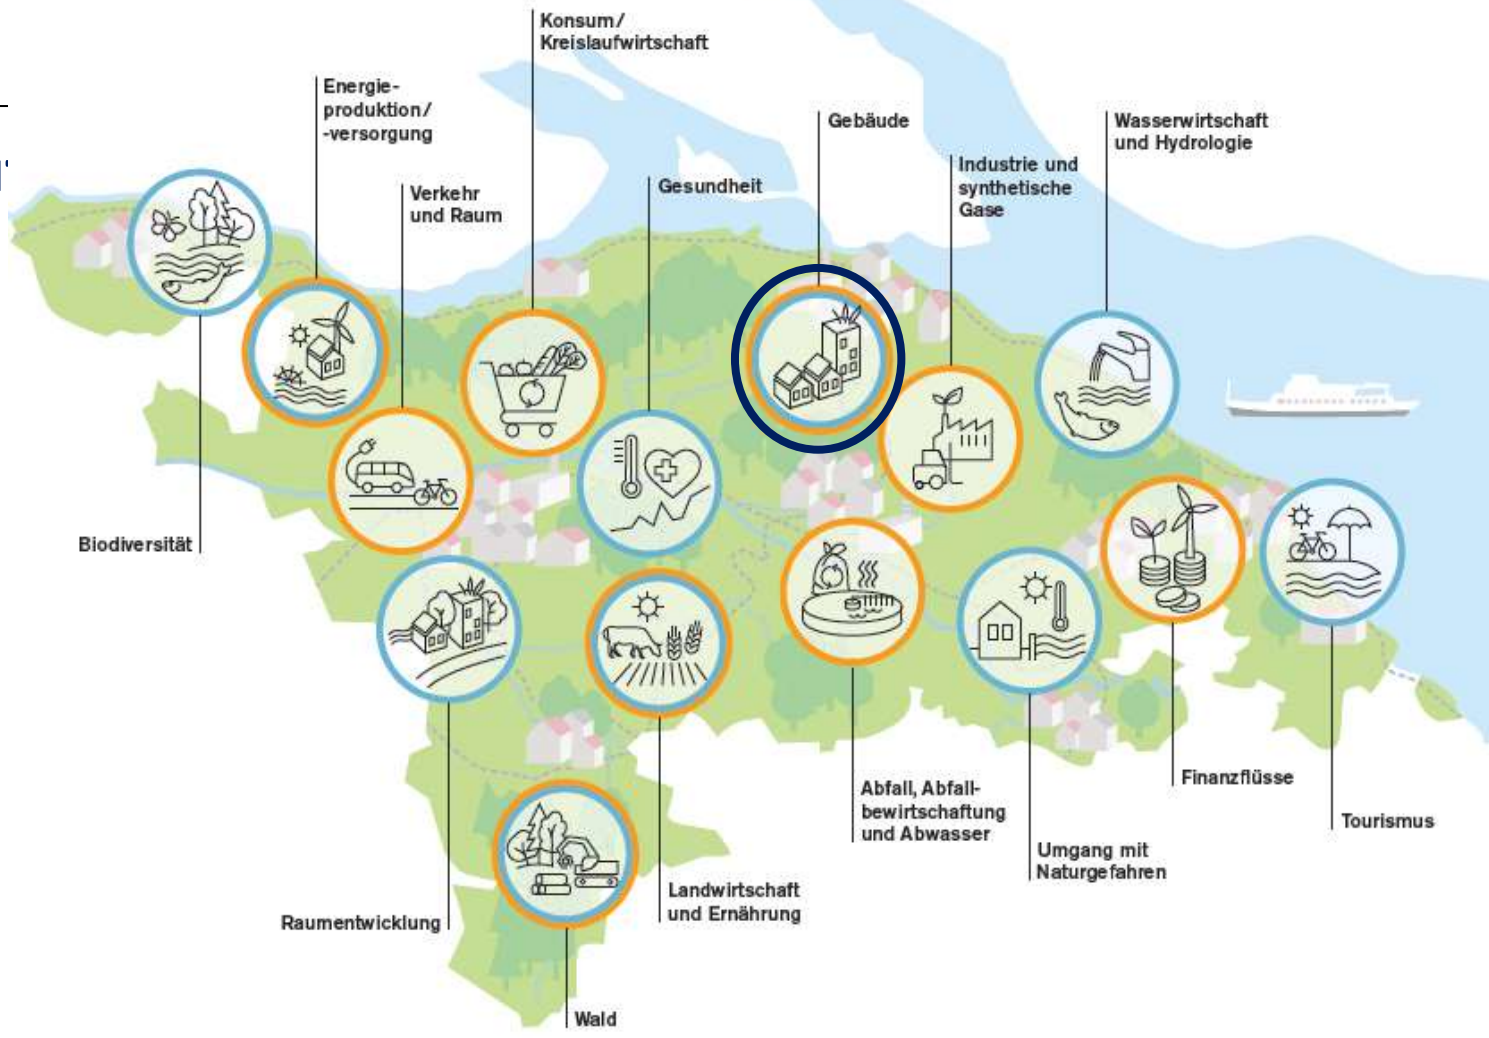 Konsum/
Kreislaufwirtschaft
Energie-
produktion/
-versorgung
Gebäude
Wasserwirtschaft
und Hydrologie
Industrie und
synthetische
Gase
Verkehr
und Raum
Gesundheit
Biodiversität
Finanzflüsse
Abfall, Abfall-
bewirtschaftung
und Abwasser
Tourismus
Umgang mit
Naturgefahren
Landwirtschaft
und Ernährung
Raumentwicklung
Wald